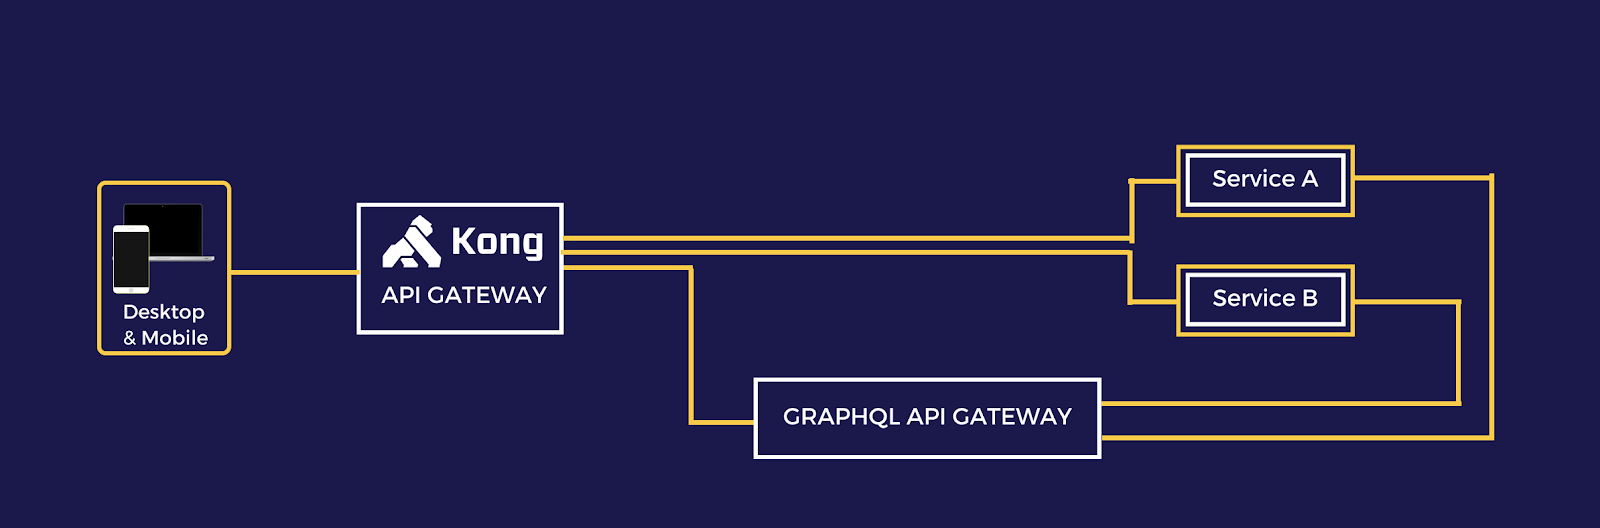 Desktop
& Mobile
Kong
API GATEWAY
Service A
Service B
GRAPHQL API GATEWAY